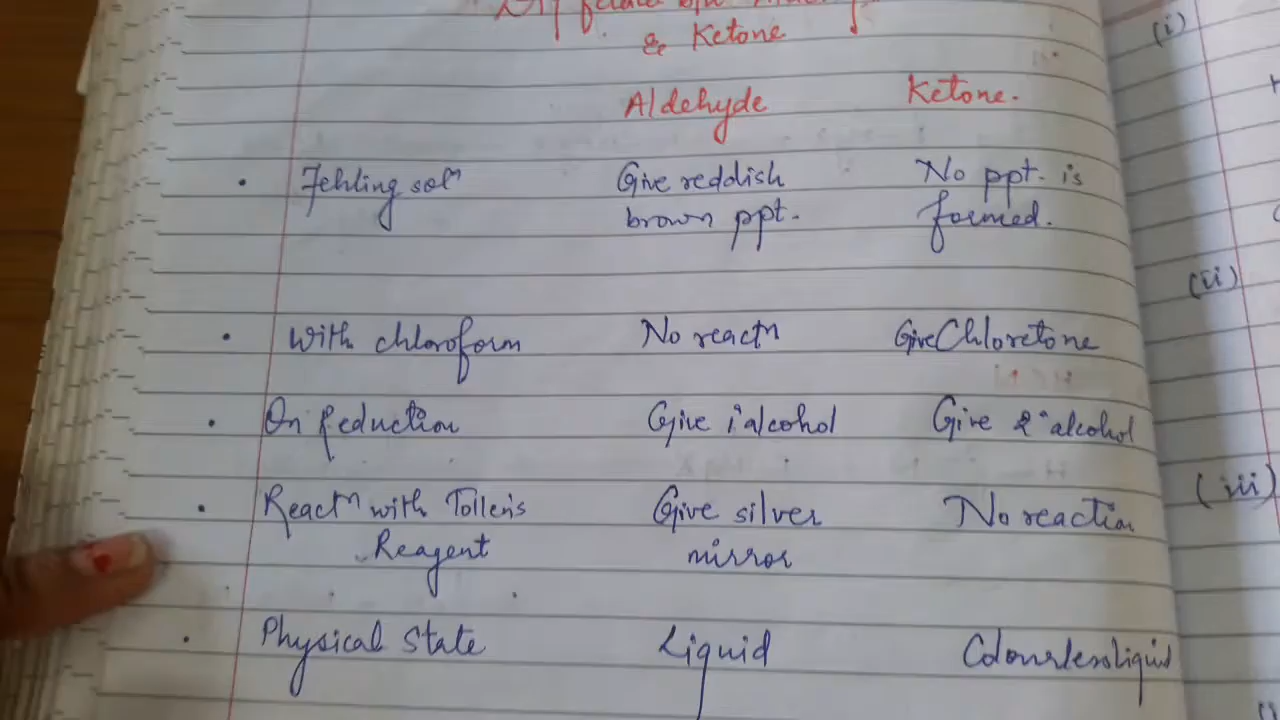 & Ketone
Aldehyde Ketone.
• Fehling solⁿ Give reddish No ppt. is
brown ppt. formed.
• With chloroform No reactⁿ Give Chloretone
• On Reduction Give 1° alcohol Give 2° alcohol
• Reactⁿ with Tollen's Give silver No reaction
Reagent mirror
• Physical State Liquid Colourless liquid
(i)
(ii)
(iii)